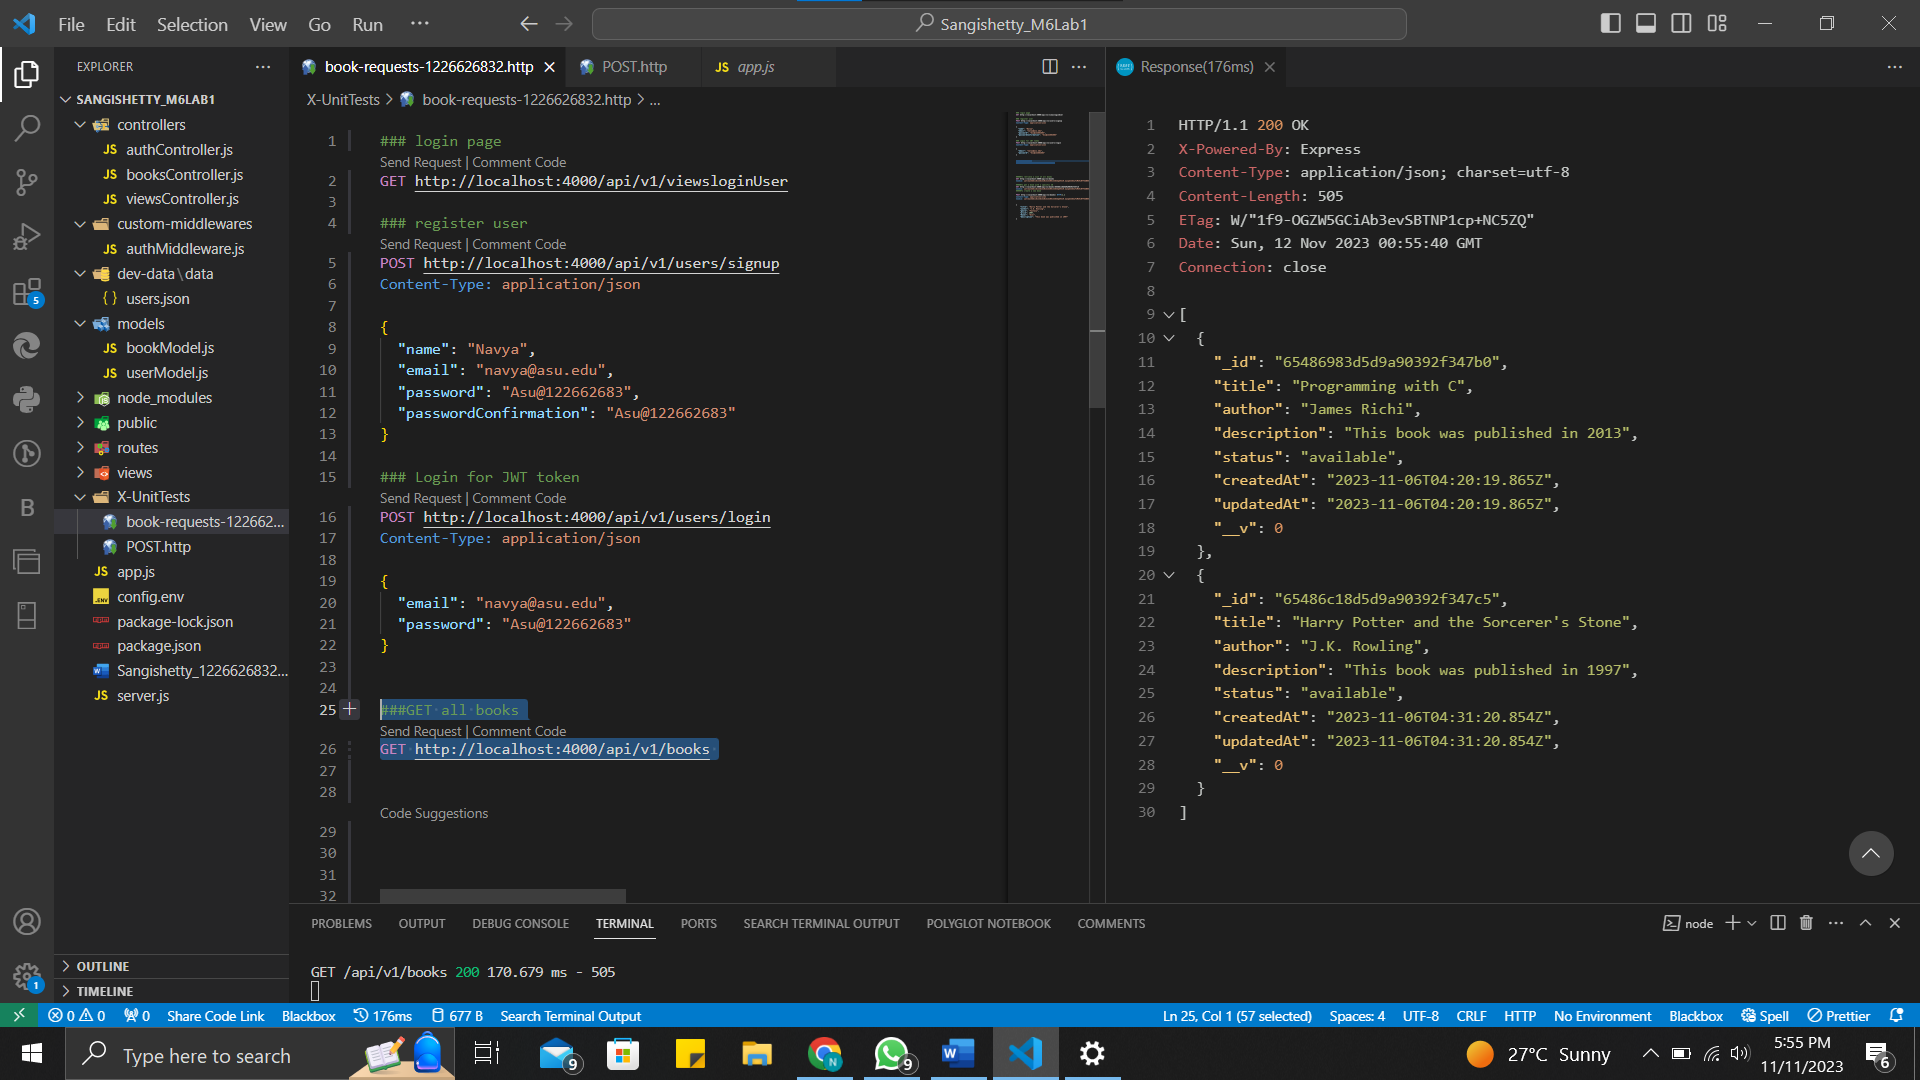 File Edit Selection View Go Run ···
Sangishetty_M6Lab1
EXPLORER
SANGISHETTY_M6LAB1
controllers
JS authController.js
JS booksController.js
JS viewsController.js
custom-middlewares
JS authMiddleware.js
dev-data\data
{ } users.json
models
JS bookModel.js
JS userModel.js
node_modules
public
routes
views
X-UnitTests
book-requests-122662...
POST.http
JS app.js
config.env
package-lock.json
package.json
Sangishetty_1226626832...
JS server.js
OUTLINE
TIMELINE
book-requests-1226626832.http
POST.http
JS app.js
X-UnitTests > book-requests-1226626832.http > ...
1 ### login page
Send Request | Comment Code
2 GET http://localhost:4000/api/v1/viewsloginUser
3
4 ### register user
Send Request | Comment Code
5 POST http://localhost:4000/api/v1/users/signup
6 Content-Type: application/json
7
8 {
9 "name": "Navya",
10 "email": "navya@asu.edu",
11 "password": "Asu@122662683",
12 "passwordConfirmation": "Asu@122662683"
13 }
14
15 ### Login for JWT token
Send Request | Comment Code
16 POST http://localhost:4000/api/v1/users/login
17 Content-Type: application/json
18
19 {
20 "email": "navya@asu.edu",
21 "password": "Asu@122662683"
22 }
23
24
25 ###GET all books
Send Request | Comment Code
26 GET http://localhost:4000/api/v1/books
27
28
Code Suggestions
29
30
31
32
Response(176ms)
1 HTTP/1.1 200 OK
2 X-Powered-By: Express
3 Content-Type: application/json; charset=utf-8
4 Content-Length: 505
5 ETag: W/"1f9-OGZW5GCiAb3evSBTNP1cp+NC5ZQ"
6 Date: Sun, 12 Nov 2023 00:55:40 GMT
7 Connection: close
8
9 [
10 {
11 "_id": "65486983d5d9a90392f347b0",
12 "title": "Programming with C",
13 "author": "James Richi",
14 "description": "This book was published in 2013",
15 "status": "available",
16 "createdAt": "2023-11-06T04:20:19.865Z",
17 "updatedAt": "2023-11-06T04:20:19.865Z",
18 "__v": 0
19 },
20 {
21 "_id": "65486c18d5d9a90392f347c5",
22 "title": "Harry Potter and the Sorcerer's Stone",
23 "author": "J.K. Rowling",
24 "description": "This book was published in 1997",
25 "status": "available",
26 "createdAt": "2023-11-06T04:31:20.854Z",
27 "updatedAt": "2023-11-06T04:31:20.854Z",
28 "__v": 0
29 }
30 ]
PROBLEMS OUTPUT DEBUG CONSOLE TERMINAL PORTS SEARCH TERMINAL OUTPUT POLYGLOT NOTEBOOK COMMENTS
node
GET /api/v1/books 200 170.679 ms - 505
0 0 0 Share Code Link Blackbox 176ms 677 B Search Terminal Output
Ln 25, Col 1 (57 selected) Spaces: 4 UTF-8 CRLF HTTP No Environment Blackbox Spell Prettier
Type here to search
27°C Sunny
5:55 PM
11/11/2023